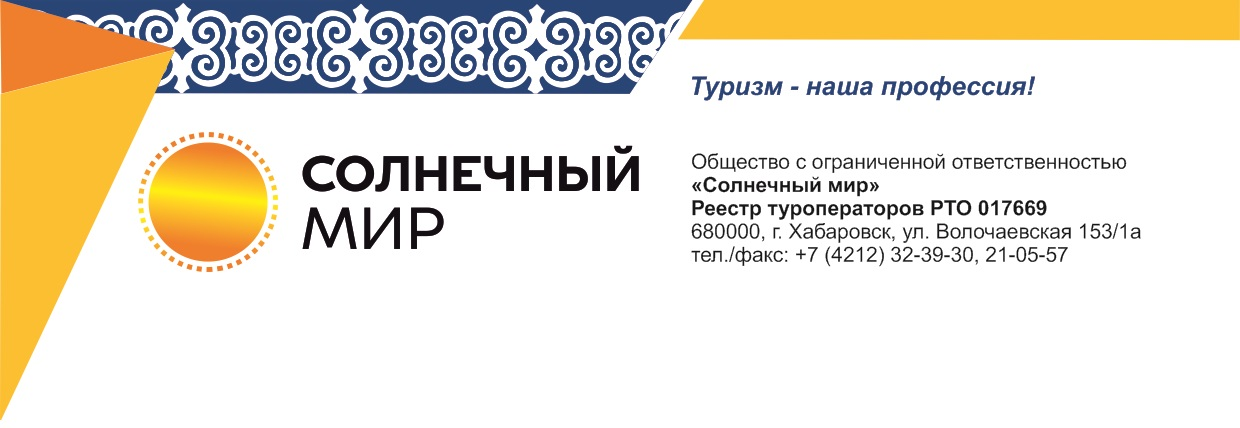 Туризм - наша профессия!
СОЛНЕЧНЫЙ
МИР
Общество с ограниченной ответственностью
«Солнечный мир»
Реестр туроператоров РТО 017669
680000, г. Хабаровск, ул. Волочаевская 153/1а
тел./факс: +7 (4212) 32-39-30, 21-05-57